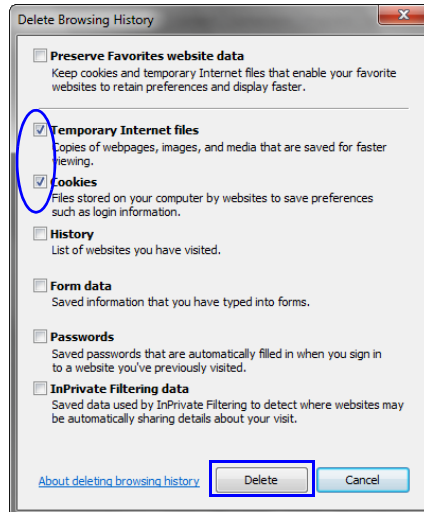 Delete Browsing History
Preserve Favorites website data
Keep cookies and temporary Internet files that enable your favorite
websites to retain preferences and display faster.
Temporary Internet files
Copies of webpages, images, and media that are saved for faster
viewing.
Cookies
Files stored on your computer by websites to save preferences
such as login information.
History
List of websites you have visited.
Form data
Saved information that you have typed into forms.
Passwords
Saved passwords that are automatically filled in when you sign in
to a website you've previously visited.
InPrivate Filtering data
Saved data used by InPrivate Filtering to detect where websites may
be automatically sharing details about your visit.
About deleting browsing history Delete Cancel